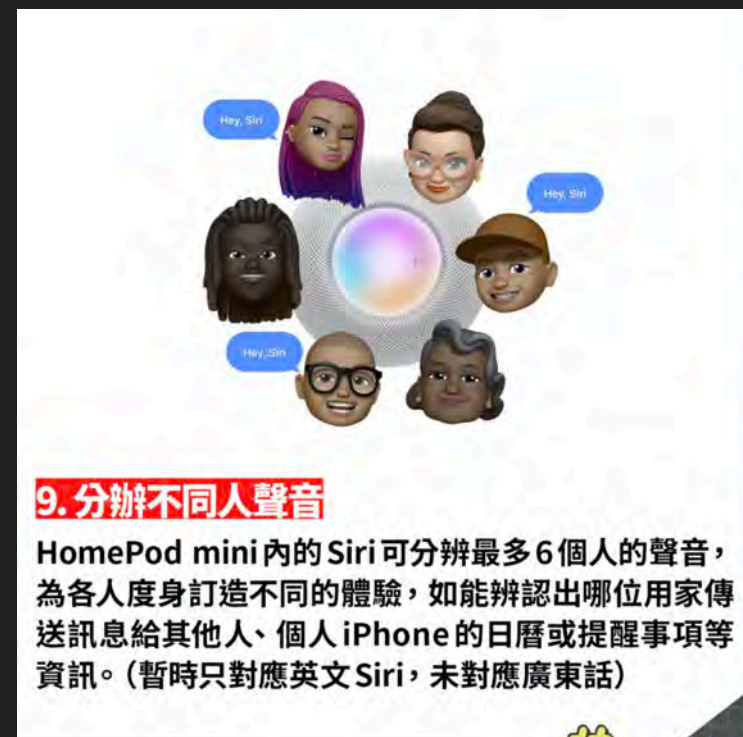 Hey, Siri
Hey, Siri
Hey, Siri
9. 分辦不同人聲音
HomePod mini內的Siri可分辨最多6個人的聲音，
為各人度身訂造不同的體驗，如能辨認出哪位用家傳
送訊息給其他人、個人iPhone的日曆或提醒事項等
資訊。（暫時只對應英文Siri，未對應廣東話）